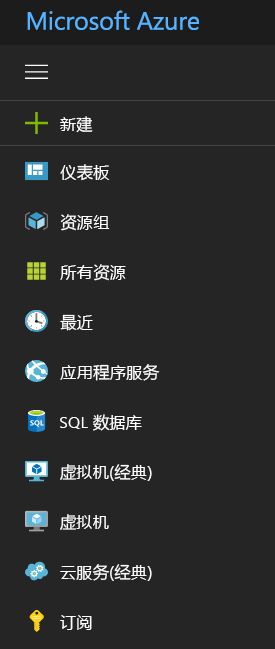 Microsoft Azure
新建
仪表板
资源组
所有资源
最近
应用程序服务
SQL 数据库
虚拟机(经典)
虚拟机
云服务(经典)
订阅